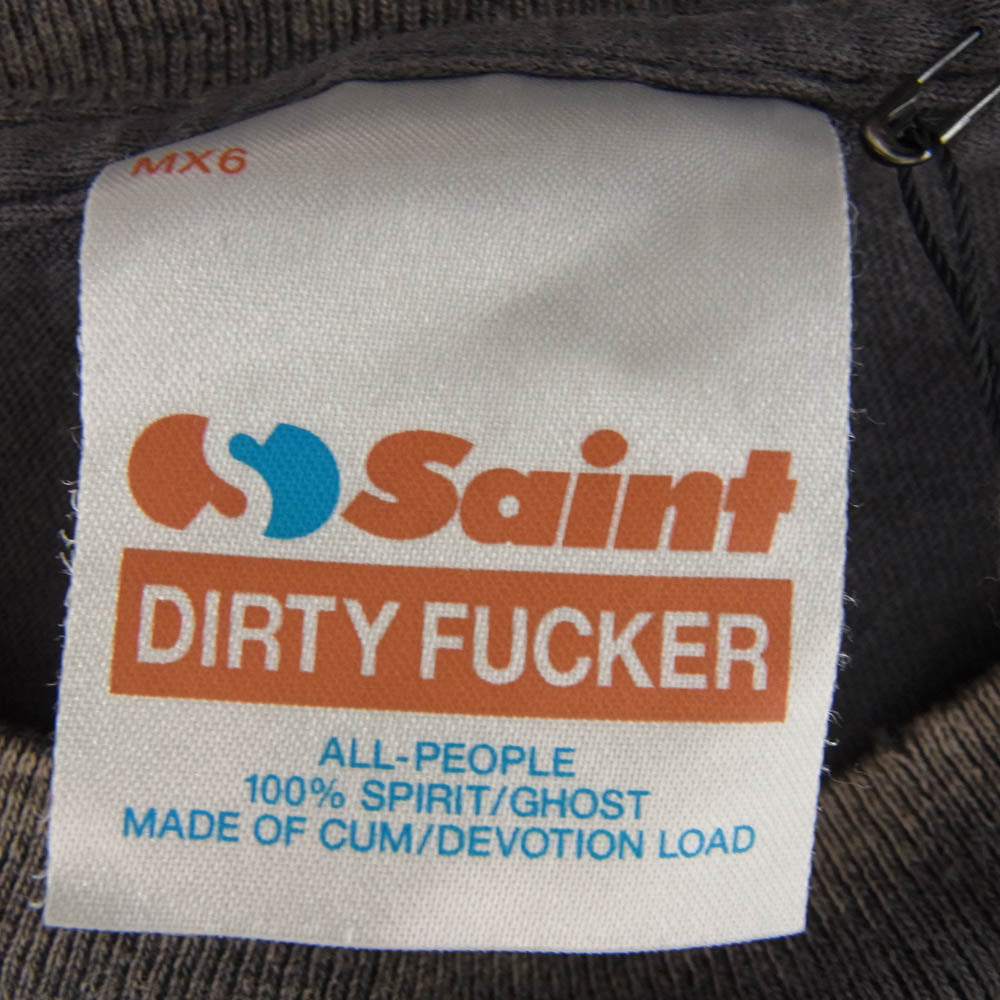 MX6
Saint
DIRTY FUCKER
ALL-PEOPLE
100% SPIRIT/GHOST
MADE OF CUM/DEVOTION LOAD